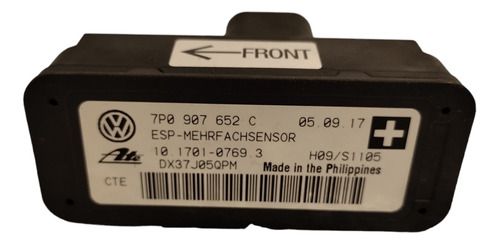 FRONT
7P0 907 652 C 05.09.17
ESP-MEHRFACHSENSOR
Ate 10.1701-0769.3 H09/S1105
DX37J05QPM Made in the Philippines
CTE